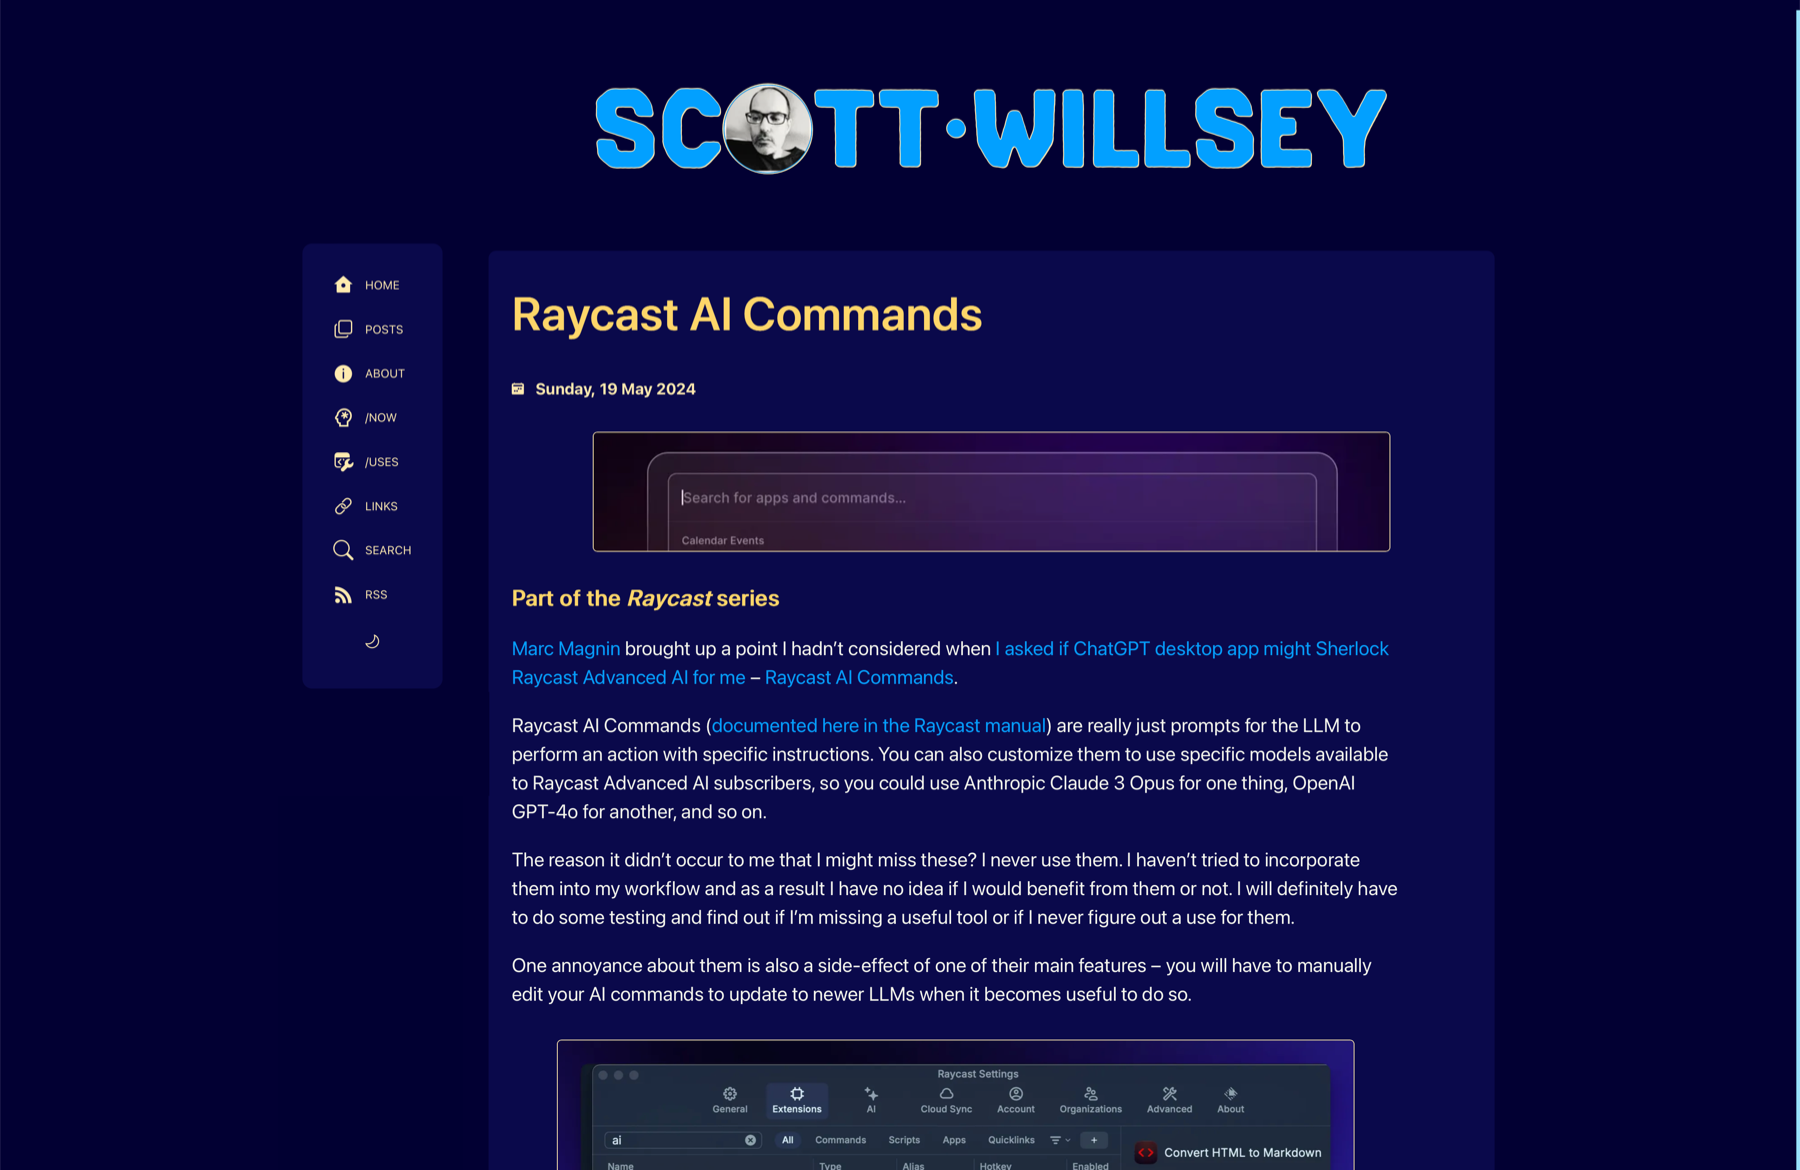 SCOTT·WILLSEY
HOME
POSTS
ABOUT
/NOW
/USES
LINKS
SEARCH
RSS
Raycast AI Commands
Sunday, 19 May 2024
Search for apps and commands...
Calendar Events
Part of the Raycast series
Marc Magnin brought up a point I hadn’t considered when I asked if ChatGPT desktop app might Sherlock
Raycast Advanced AI for me – Raycast AI Commands.
Raycast AI Commands (documented here in the Raycast manual) are really just prompts for the LLM to
perform an action with specific instructions. You can also customize them to use specific models available
to Raycast Advanced AI subscribers, so you could use Anthropic Claude 3 Opus for one thing, OpenAI
GPT-4o for another, and so on.
The reason it didn’t occur to me that I might miss these? I never use them. I haven’t tried to incorporate
them into my workflow and as a result I have no idea if I would benefit from them or not. I will definitely have
to do some testing and find out if I’m missing a useful tool or if I never figure out a use for them.
One annoyance about them is also a side-effect of one of their main features – you will have to manually
edit your AI commands to update to newer LLMs when it becomes useful to do so.
Raycast Settings
General Extensions AI Cloud Sync Account Organizations Advanced About
ai All Commands Scripts Apps Quicklinks +
Convert HTML to Markdown
Name Type Alias Hotkey Enabled